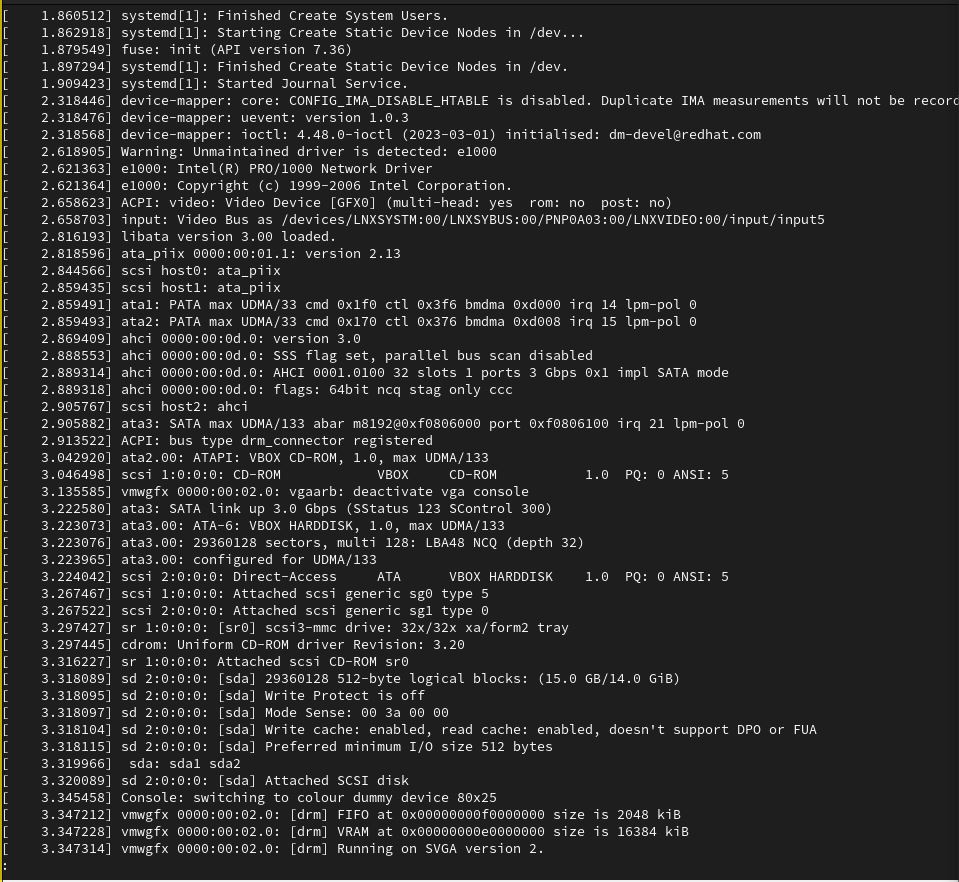 [    1.860512] systemd[1]: Finished Create System Users.
[    1.862918] systemd[1]: Starting Create Static Device Nodes in /dev...
[    1.879549] fuse: init (API version 7.36)
[    1.897294] systemd[1]: Finished Create Static Device Nodes in /dev.
[    1.909423] systemd[1]: Started Journal Service.
[    2.318446] device-mapper: core: CONFIG_IMA_DISABLE_HTABLE is disabled. Duplicate IMA measurements will not be record
[    2.318476] device-mapper: uevent: version 1.0.3
[    2.318568] device-mapper: ioctl: 4.48.0-ioctl (2023-03-01) initialised: dm-devel@redhat.com
[    2.618905] Warning: Unmaintained driver is detected: e1000
[    2.621363] e1000: Intel(R) PRO/1000 Network Driver
[    2.621364] e1000: Copyright (c) 1999-2006 Intel Corporation.
[    2.658623] ACPI: video: Video Device [GFX0] (multi-head: yes  rom: no  post: no)
[    2.658703] input: Video Bus as /devices/LNXSYSTM:00/LNXSYBUS:00/PNP0A03:00/LNXVIDEO:00/input/input5
[    2.816193] libata version 3.00 loaded.
[    2.818596] ata_piix 0000:00:01.1: version 2.13
[    2.844566] scsi host0: ata_piix
[    2.859435] scsi host1: ata_piix
[    2.859491] ata1: PATA max UDMA/33 cmd 0x1f0 ctl 0x3f6 bmdma 0xd000 irq 14 lpm-pol 0
[    2.859493] ata2: PATA max UDMA/33 cmd 0x170 ctl 0x376 bmdma 0xd008 irq 15 lpm-pol 0
[    2.869409] ahci 0000:00:0d.0: version 3.0
[    2.888553] ahci 0000:00:0d.0: SSS flag set, parallel bus scan disabled
[    2.889314] ahci 0000:00:0d.0: AHCI 0001.0100 32 slots 1 ports 3 Gbps 0x1 impl SATA mode
[    2.889318] ahci 0000:00:0d.0: flags: 64bit ncq stag only ccc
[    2.905767] scsi host2: ahci
[    2.905882] ata3: SATA max UDMA/133 abar m8192@0xf0806000 port 0xf0806100 irq 21 lpm-pol 0
[    2.913522] ACPI: bus type drm_connector registered
[    3.042920] ata2.00: ATAPI: VBOX CD-ROM, 1.0, max UDMA/133
[    3.046498] scsi 1:0:0:0: CD-ROM            VBOX     CD-ROM           1.0  PQ: 0 ANSI: 5
[    3.135585] vmwgfx 0000:00:02.0: vgaarb: deactivate vga console
[    3.222580] ata3: SATA link up 3.0 Gbps (SStatus 123 SControl 300)
[    3.223073] ata3.00: ATA-6: VBOX HARDDISK, 1.0, max UDMA/133
[    3.223076] ata3.00: 29360128 sectors, multi 128: LBA48 NCQ (depth 32)
[    3.223965] ata3.00: configured for UDMA/133
[    3.224042] scsi 2:0:0:0: Direct-Access     ATA      VBOX HARDDISK    1.0  PQ: 0 ANSI: 5
[    3.267467] scsi 1:0:0:0: Attached scsi generic sg0 type 5
[    3.267522] scsi 2:0:0:0: Attached scsi generic sg1 type 0
[    3.297427] sr 1:0:0:0: [sr0] scsi3-mmc drive: 32x/32x xa/form2 tray
[    3.297445] cdrom: Uniform CD-ROM driver Revision: 3.20
[    3.316227] sr 1:0:0:0: Attached scsi CD-ROM sr0
[    3.318089] sd 2:0:0:0: [sda] 29360128 512-byte logical blocks: (15.0 GB/14.0 GiB)
[    3.318095] sd 2:0:0:0: [sda] Write Protect is off
[    3.318097] sd 2:0:0:0: [sda] Mode Sense: 00 3a 00 00
[    3.318104] sd 2:0:0:0: [sda] Write cache: enabled, read cache: enabled, doesn't support DPO or FUA
[    3.318115] sd 2:0:0:0: [sda] Preferred minimum I/O size 512 bytes
[    3.319966]  sda: sda1 sda2
[    3.320089] sd 2:0:0:0: [sda] Attached SCSI disk
[    3.345458] Console: switching to colour dummy device 80x25
[    3.347212] vmwgfx 0000:00:02.0: [drm] FIFO at 0x00000000f0000000 size is 2048 kiB
[    3.347228] vmwgfx 0000:00:02.0: [drm] VRAM at 0x00000000e0000000 size is 16384 kiB
[    3.347314] vmwgfx 0000:00:02.0: [drm] Running on SVGA version 2.
: